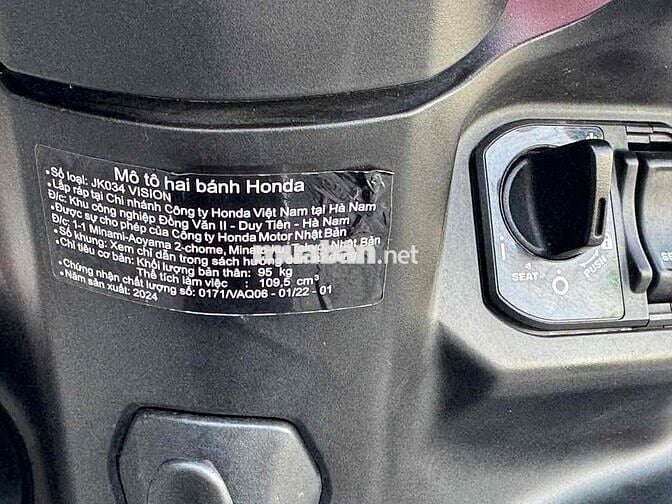 Mô tô hai bánh Honda
•Số loại: JK034 VISION
•Lắp ráp tại Chi nhánh Công ty Honda Việt Nam tại Hà Nam
Đ/c: Khu công nghiệp Đồng Văn II - Duy Tiên - Hà Nam
•Được sự cho phép của Công ty Honda Motor Nhật Bản
Đ/c: 1-1 Minami-Aoyama 2-chome, Tokyo, Nhật Bản
•Số khung: Xem chỉ dẫn trong sách hướng
•Chỉ tiêu cơ bản: Khối lượng bản thân: 95 kg
Thể tích làm việc : 109,5 cm³
•Chứng nhận chất lượng số: 0171/VAQ06 - 01/22 - 01
•Năm sản xuất: 2024
SEAT
PUSH